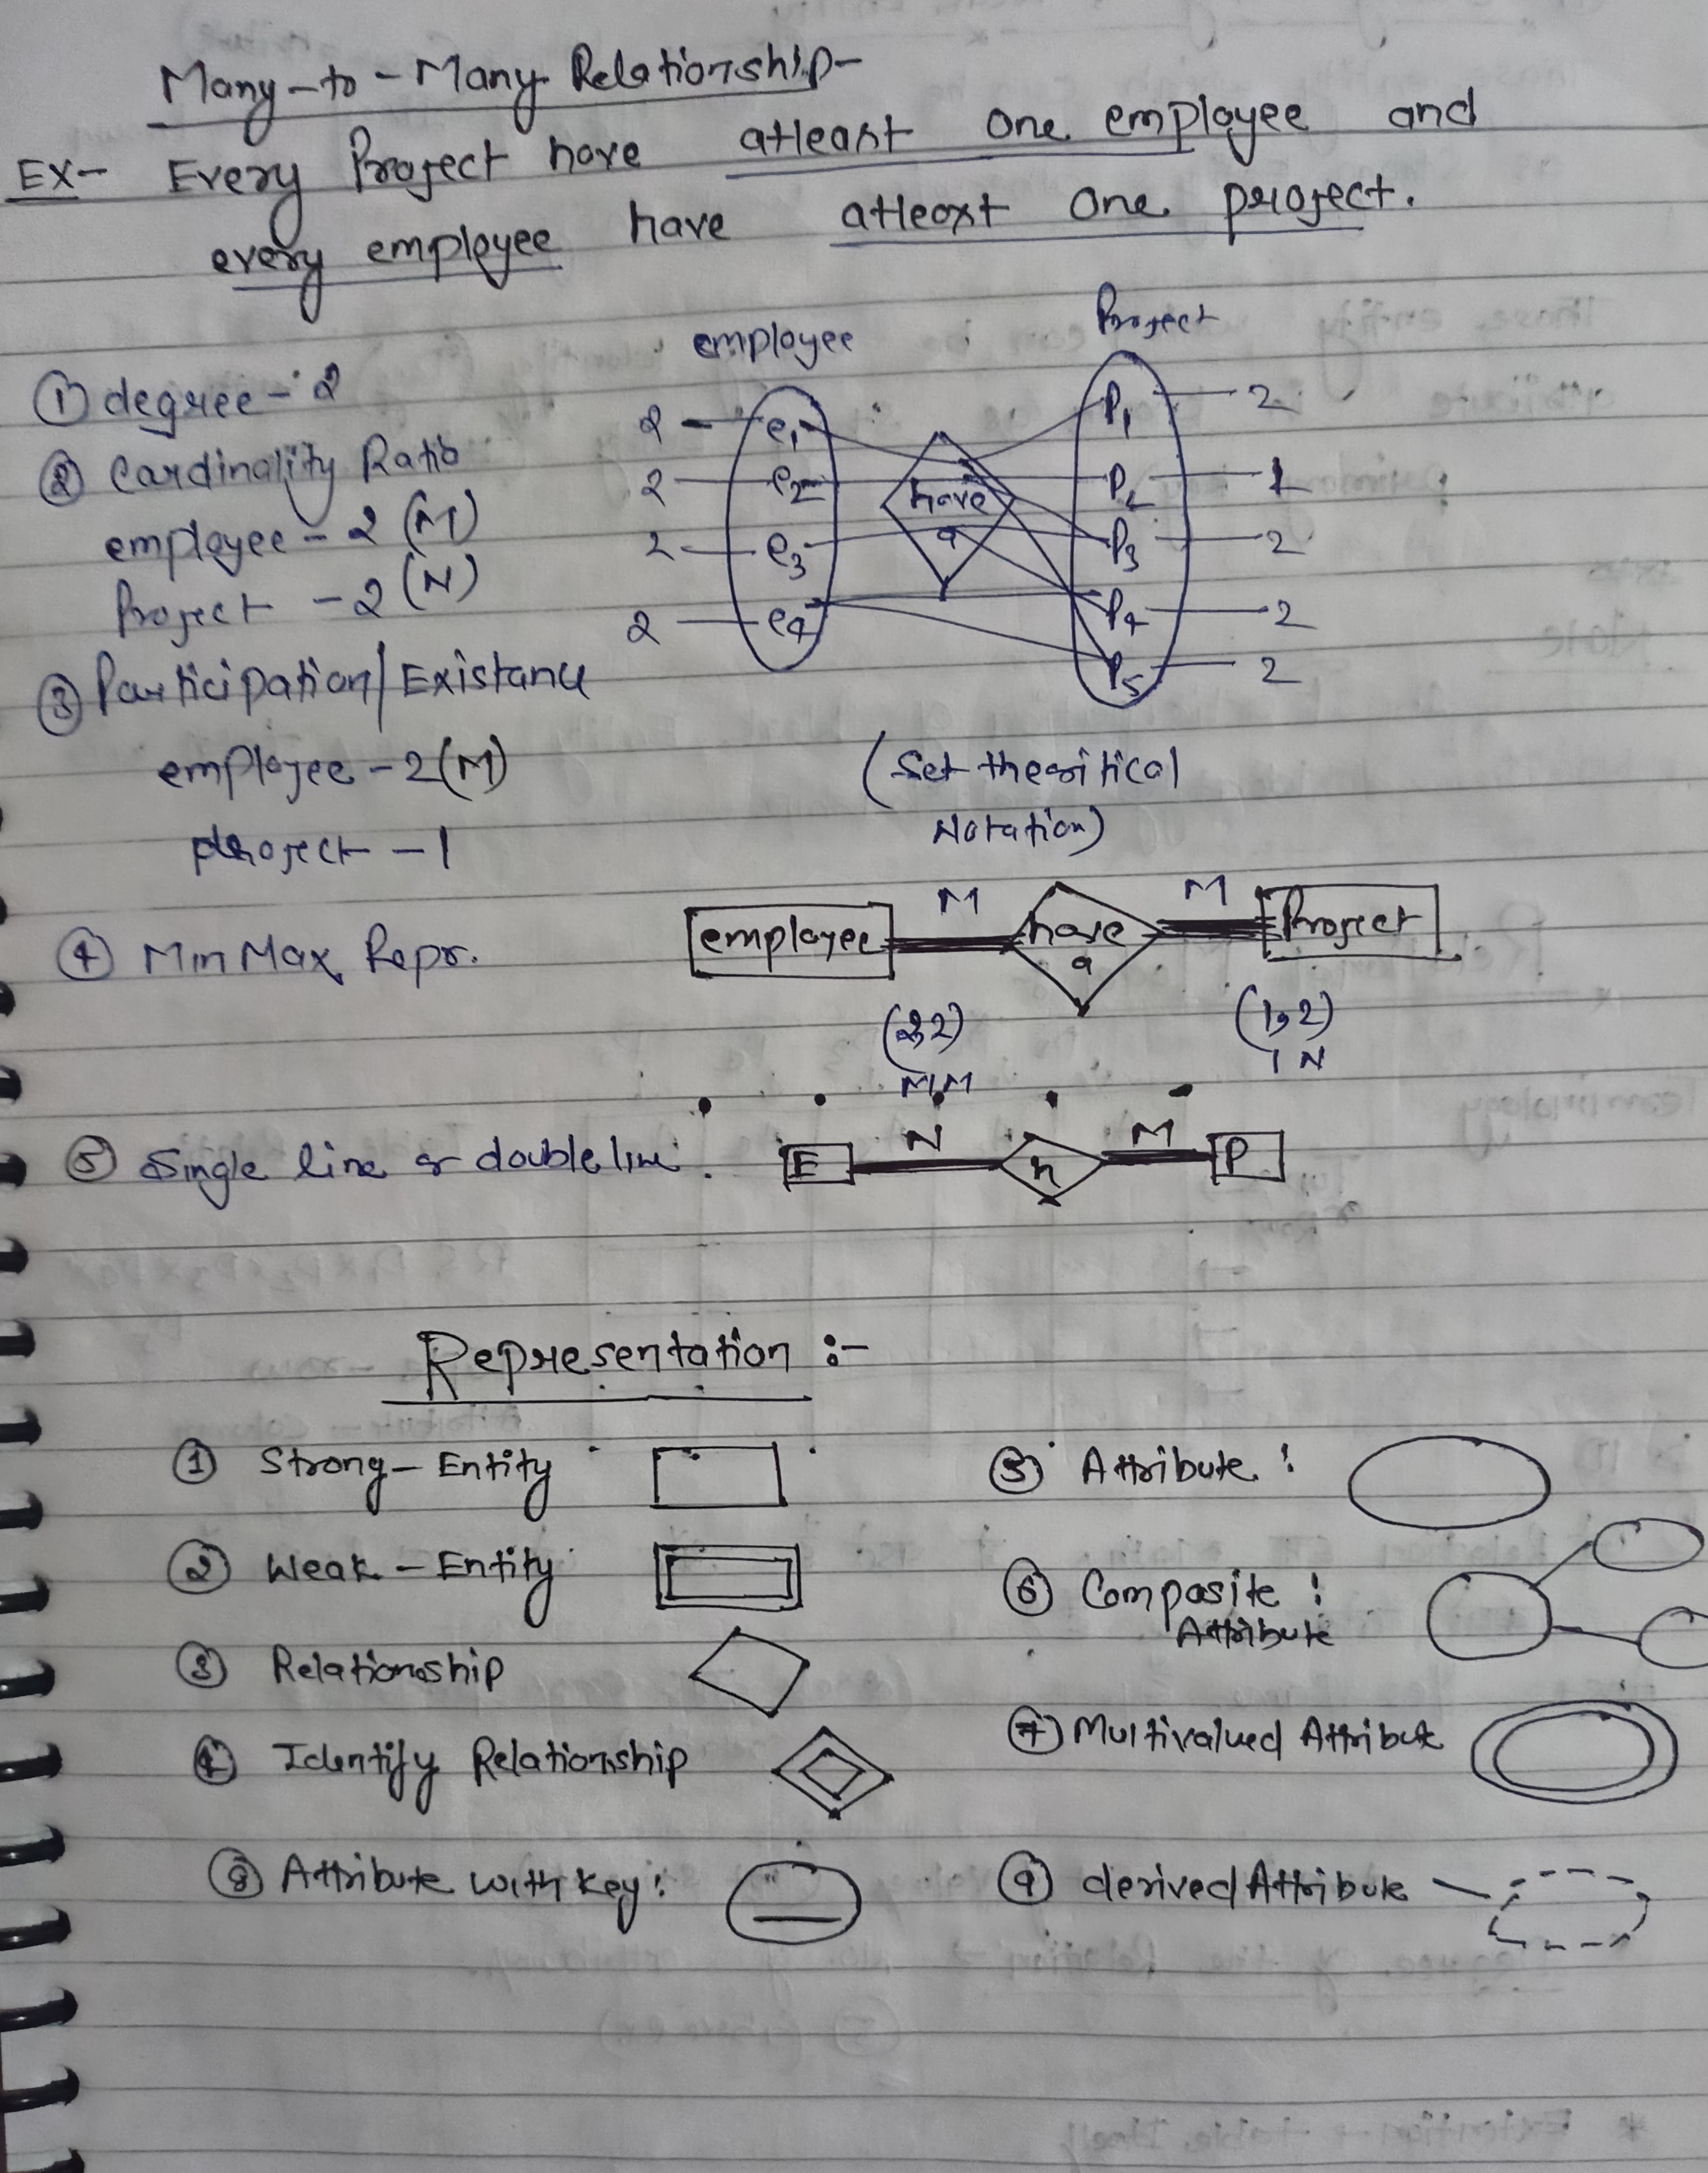 Many-to-Many Relationship-
Ex- Every Project have atleast one employee and
every employee have atleast one project.
employee Project
① degree - 2
② Cardinality Ratio
employee - 2 (M)
Project - 2 (N)
③ Participation/Existance
employee - 2(M)
project - 1
2 e1 P1 2
2 e2 have a P2 1
2 e3 P3 2
2 e4 P4 2
P5 2
(Set theoritical
Notation)
④ Min Max Repr.
employee M have a M Project
(2,2) (1,2)
M,M 1 N
⑤ Single line or double line.
E N h M P
Representation :-
① Strong-Entity
② Weak-Entity
③ Relationship
④ Identify Relationship
⑧ Attribute with key:
⑤ Attribute :
⑥ Composite :
Attribute
⑦ Multivalued Attribute
⑨ derived Attribute